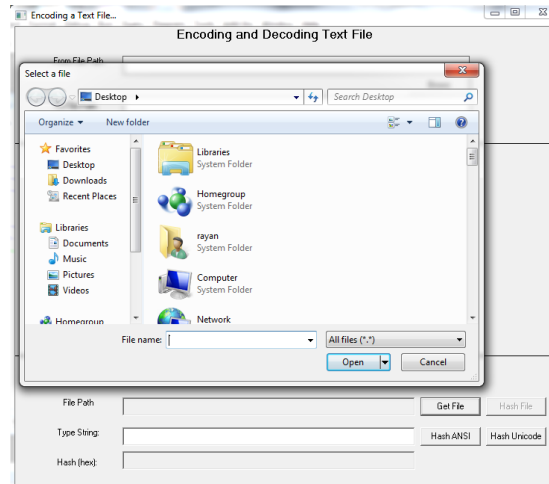 Encoding a Text File...
Encoding and Decoding Text File
From File Path
Select a file
Desktop
Search Desktop
Organize
New folder
Favorites
Desktop
Downloads
Recent Places
Libraries
Documents
Music
Pictures
Videos
Homegroup
Libraries
System Folder
Homegroup
System Folder
rayan
System Folder
Computer
System Folder
Network
File name:
All files (*.*)
Open
Cancel
File Path
Get File
Hash File
Type String:
Hash ANSI
Hash Unicode
Hash (hex):